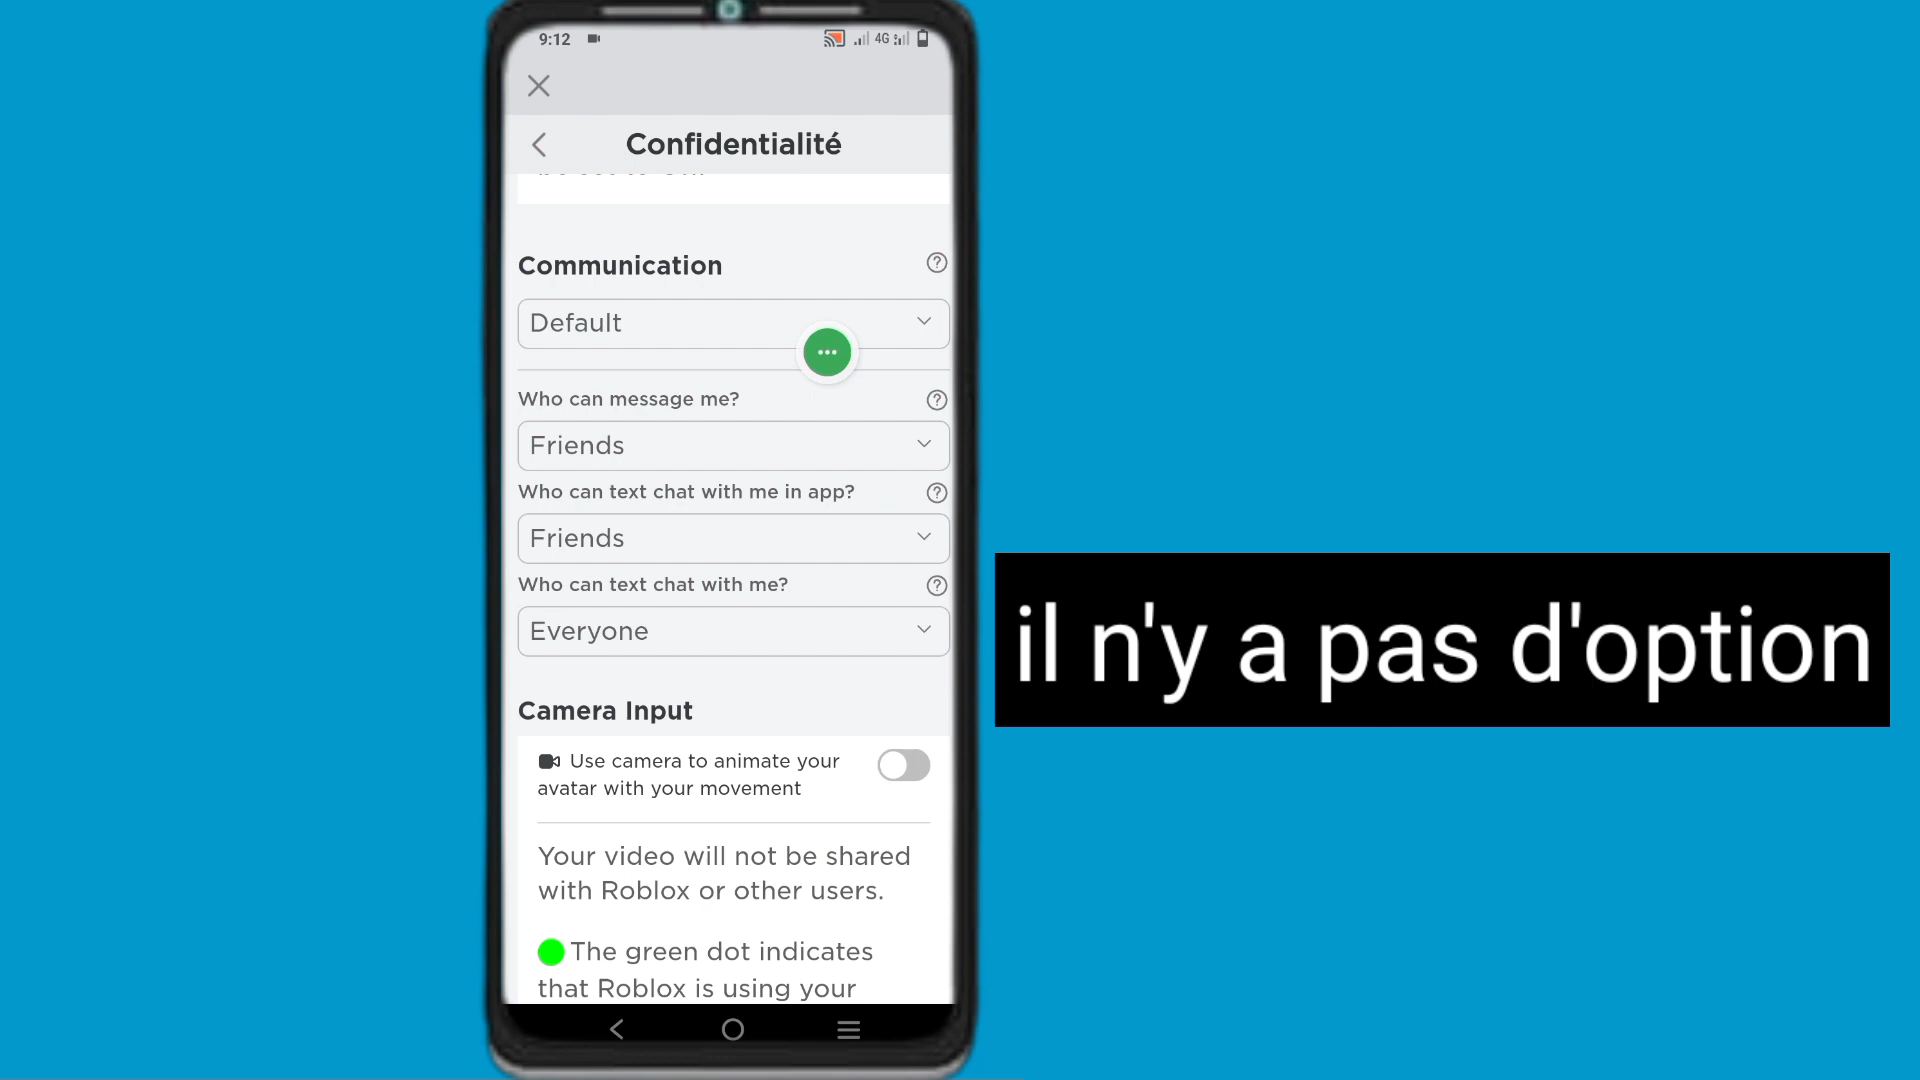 9:12
4G
Confidentialité
Communication
Default
Who can message me?
Friends
Who can text chat with me in app?
Friends
Who can text chat with me?
Everyone
Camera Input
Use camera to animate your
avatar with your movement
Your video will not be shared
with Roblox or other users.
The green dot indicates
that Roblox is using your
il n'y a pas d'option